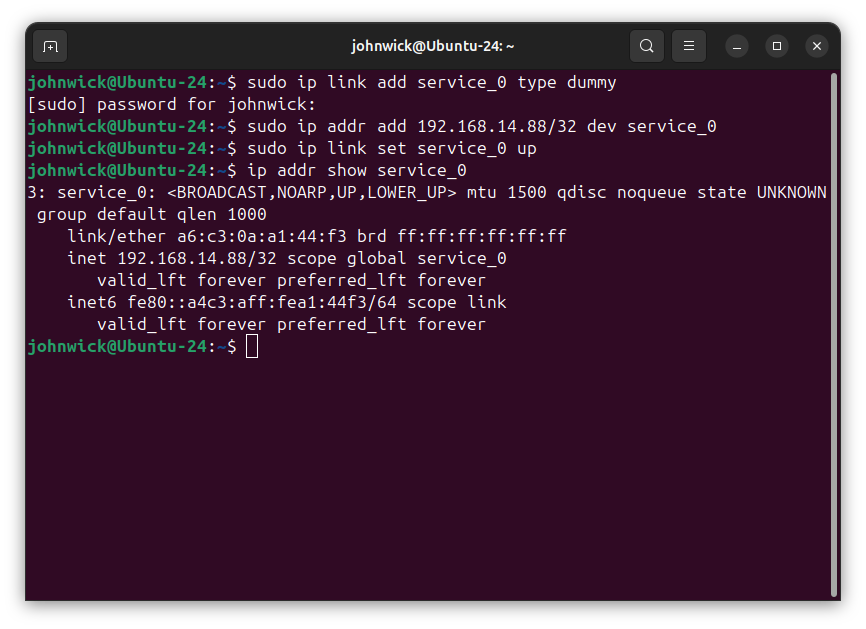 johnwick@Ubuntu-24: ~
johnwick@Ubuntu-24:~$ sudo ip link add service_0 type dummy
[sudo] password for johnwick:
johnwick@Ubuntu-24:~$ sudo ip addr add 192.168.14.88/32 dev service_0
johnwick@Ubuntu-24:~$ sudo ip link set service_0 up
johnwick@Ubuntu-24:~$ ip addr show service_0
3: service_0: <BROADCAST,NOARP,UP,LOWER_UP> mtu 1500 qdisc noqueue state UNKNOWN
 group default qlen 1000
    link/ether a6:c3:0a:a1:44:f3 brd ff:ff:ff:ff:ff:ff
    inet 192.168.14.88/32 scope global service_0
       valid_lft forever preferred_lft forever
    inet6 fe80::a4c3:aff:fea1:44f3/64 scope link
       valid_lft forever preferred_lft forever
johnwick@Ubuntu-24:~$